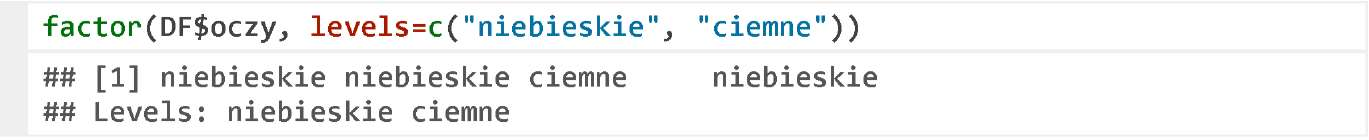 factor(DF$oczy, levels=c("niebieskie", "ciemne"))
## [1] niebieskie niebieskie ciemne     niebieskie
## Levels: niebieskie ciemne